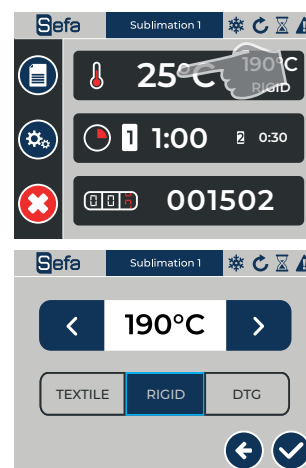 Sefa Sublimation 1
25°C 190°C
RIGID
1 1:00 2 0:30
001502
Sefa Sublimation 1
190°C
TEXTILE RIGID DTG